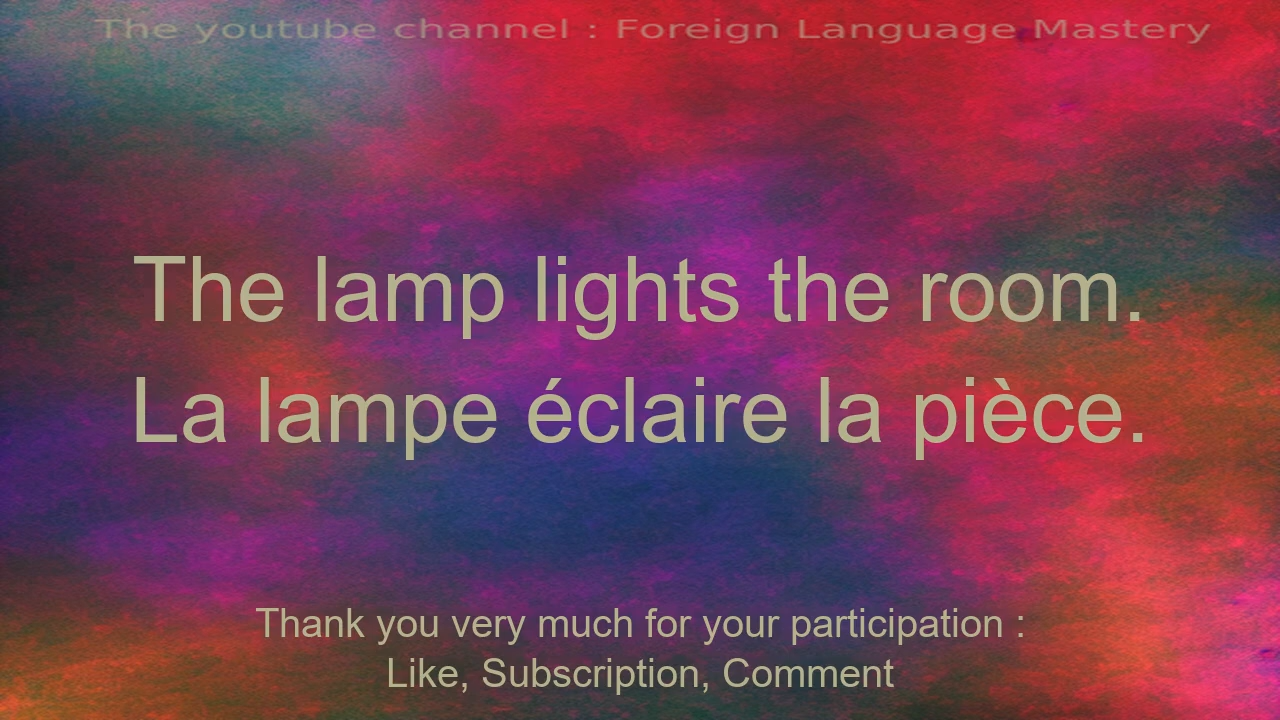 The youtube channel : Foreign Language Mastery
The lamp lights the room.
La lampe éclaire la pièce.
Thank you very much for your participation :
Like, Subscription, Comment